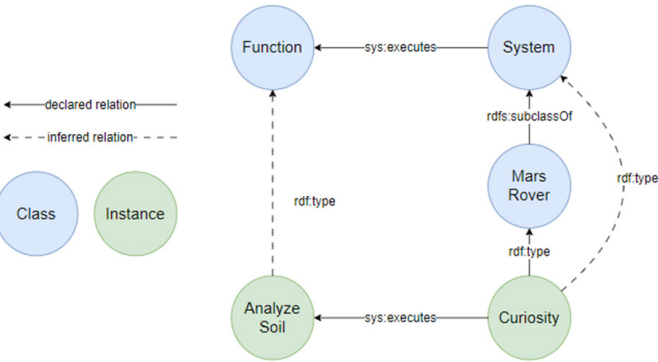 Function
sys:executes
System
declared relation
inferred relation
rdfs:subclassOf
Class
Instance
rdf:type
Mars
Rover
rdf:type
rdf:type
Analyze
Soil
sys:executes
Curiosity